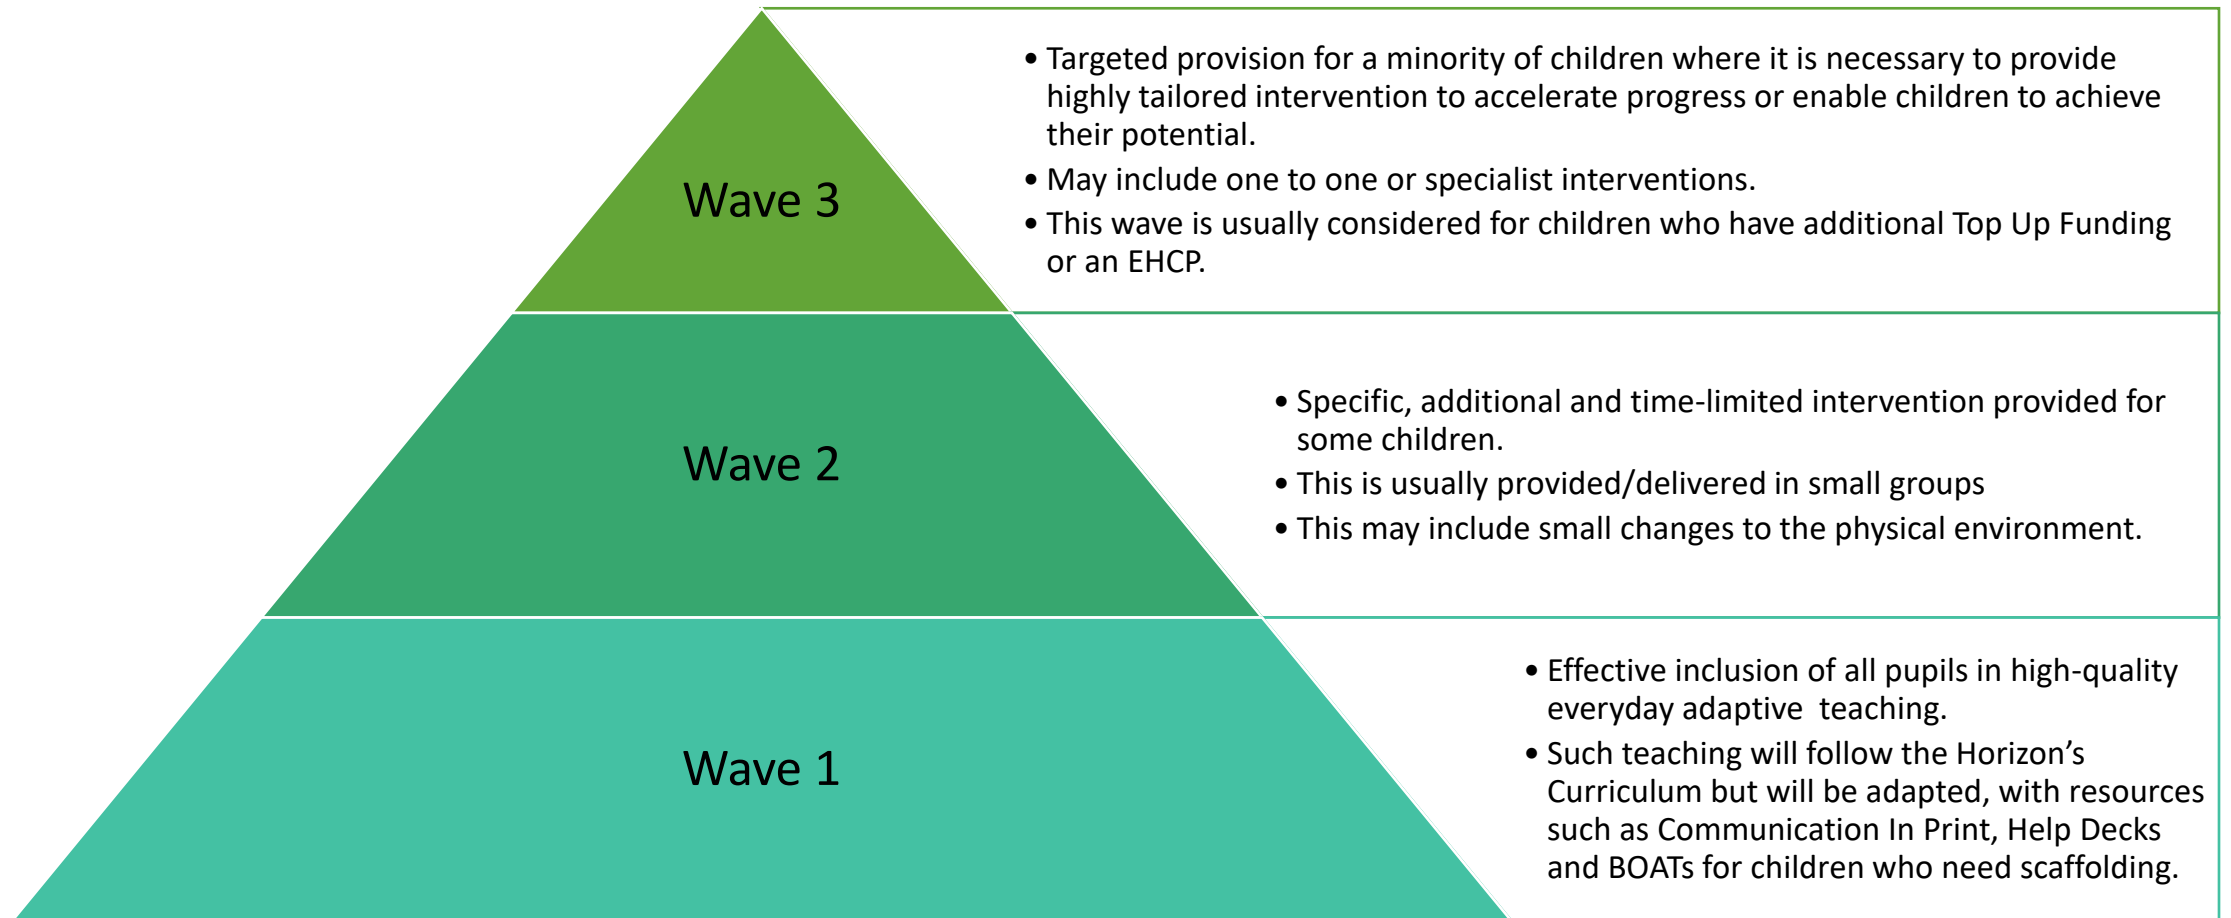 Wave 3
• Targeted provision for a minority of children where it is necessary to provide
highly tailored intervention to accelerate progress or enable children to achieve
their potential.
• May include one to one or specialist interventions.
• This wave is usually considered for children who have additional Top Up Funding
or an EHCP.
Wave 2
• Specific, additional and time-limited intervention provided for
some children.
• This is usually provided/delivered in small groups
• This may include small changes to the physical environment.
Wave 1
• Effective inclusion of all pupils in high-quality
everyday adaptive  teaching.
• Such teaching will follow the Horizon’s
Curriculum but will be adapted, with resources
such as Communication In Print, Help Decks
and BOATs for children who need scaffolding.